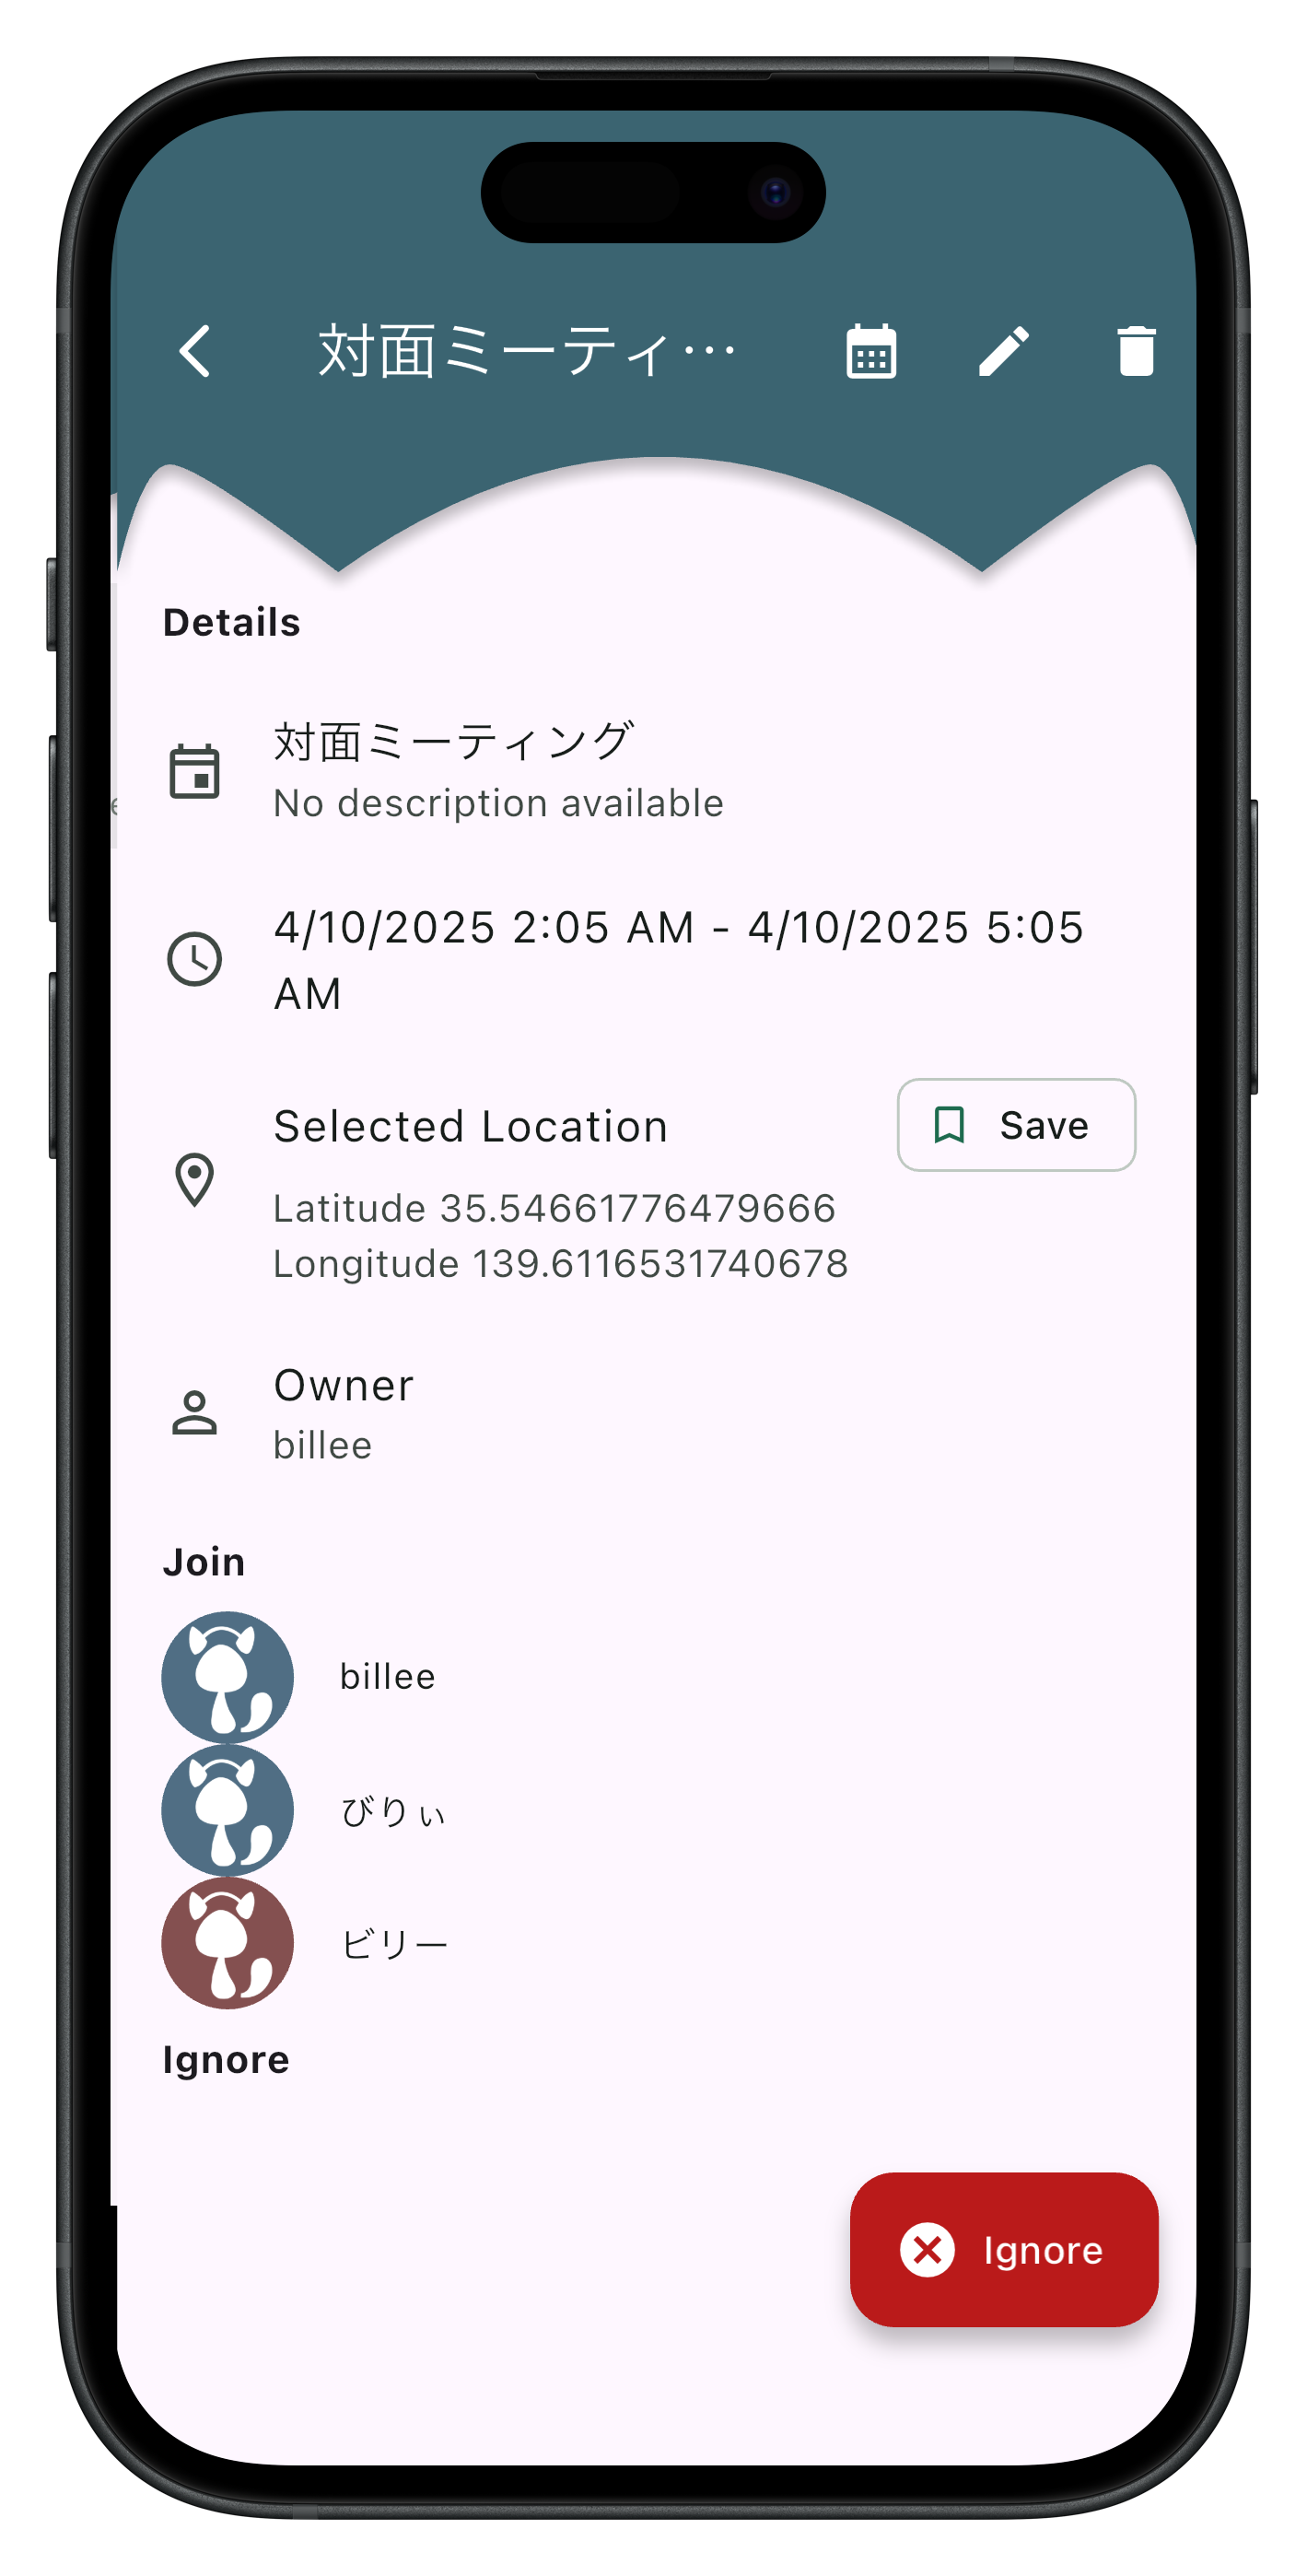 対面ミーティ…
Details
対面ミーティング
No description available
4/10/2025 2:05 AM - 4/10/2025 5:05
AM
Selected Location
Save
Latitude 35.54661776479666
Longitude 139.6116531740678
Owner
billee
Join
billee
びりぃ
ビリー
Ignore
Ignore